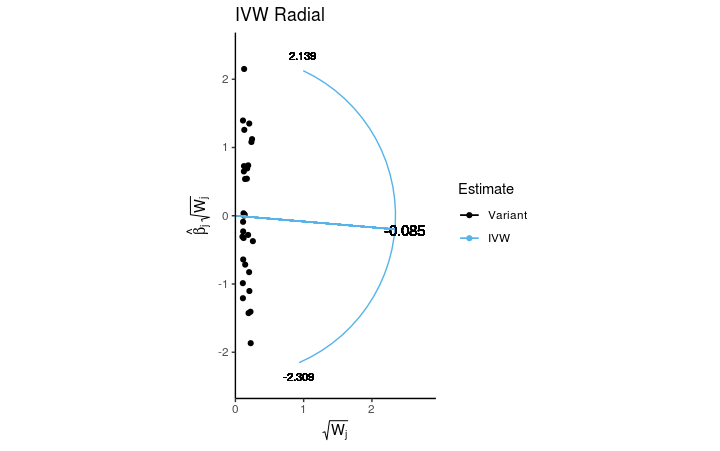 IVW Radial
2.139
2
1
0
-1
-2
β̂j√Wj
-0.085
-2.309
0
1
2
√Wj
Estimate
Variant
IVW